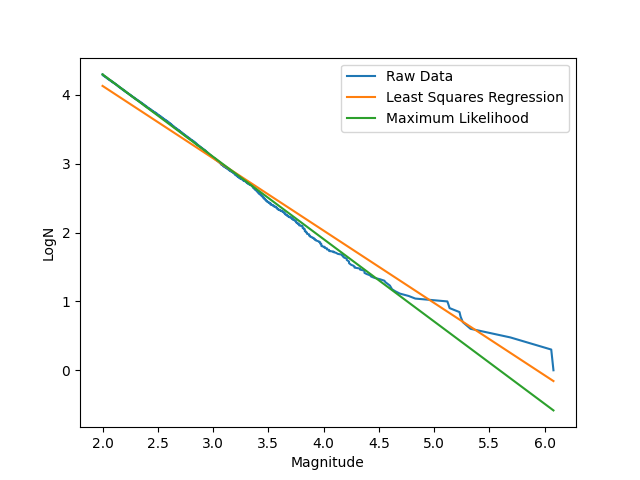 Raw Data
Least Squares Regression
Maximum Likelihood
4
3
2
1
0
LogN
2.0 2.5 3.0 3.5 4.0 4.5 5.0 5.5 6.0
Magnitude